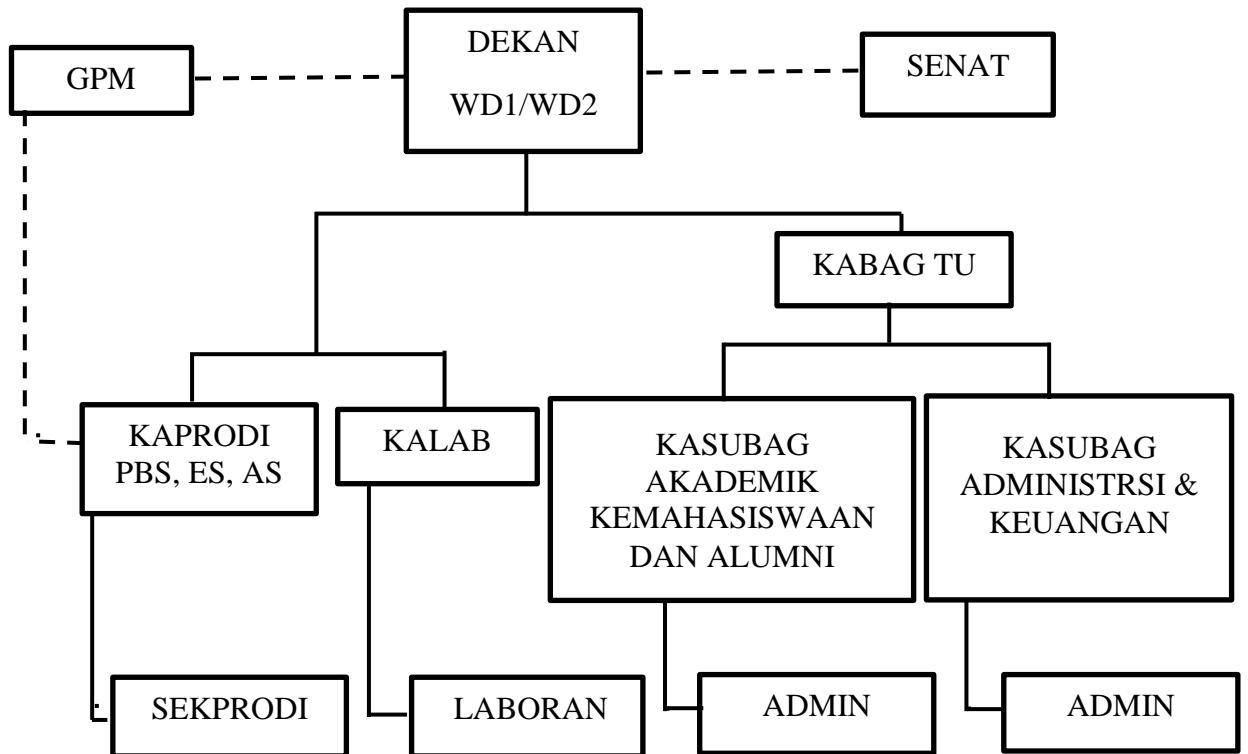 DEKAN
WD1/WD2
GPM
SENAT
KABAG TU
KAPRODI
PBS, ES, AS
KALAB
KASUBAG
AKADEMIK
KEMAHASISWAAN
DAN ALUMNI
KASUBAG
ADMINISTRSI &
KEUANGAN
SEKPRODI
LABORAN
ADMIN
ADMIN